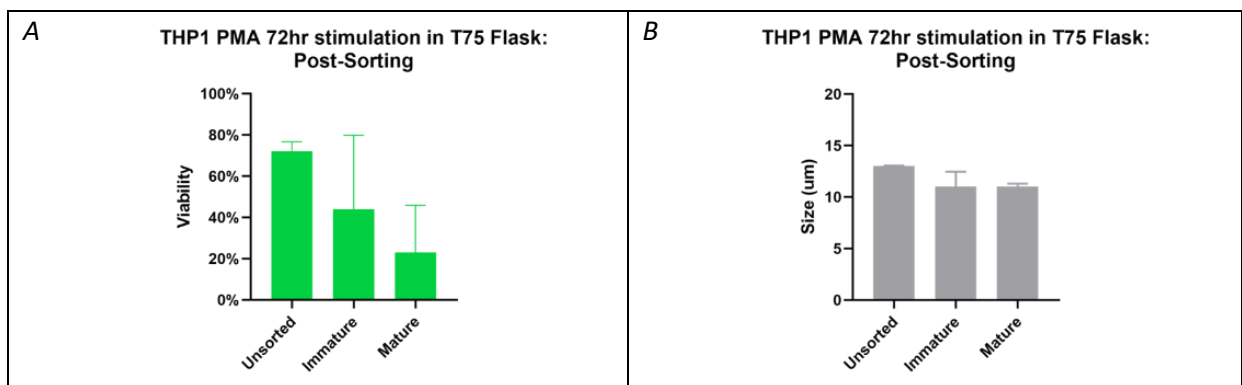 A
THP1 PMA 72hr stimulation in T75 Flask:
Post-Sorting
100%
80%
60%
40%
20%
0%
Viability
Unsorted
Immature
Mature
B
THP1 PMA 72hr stimulation in T75 Flask:
Post-Sorting
20
15
10
5
0
Size (um)
Unsorted
Immature
Mature